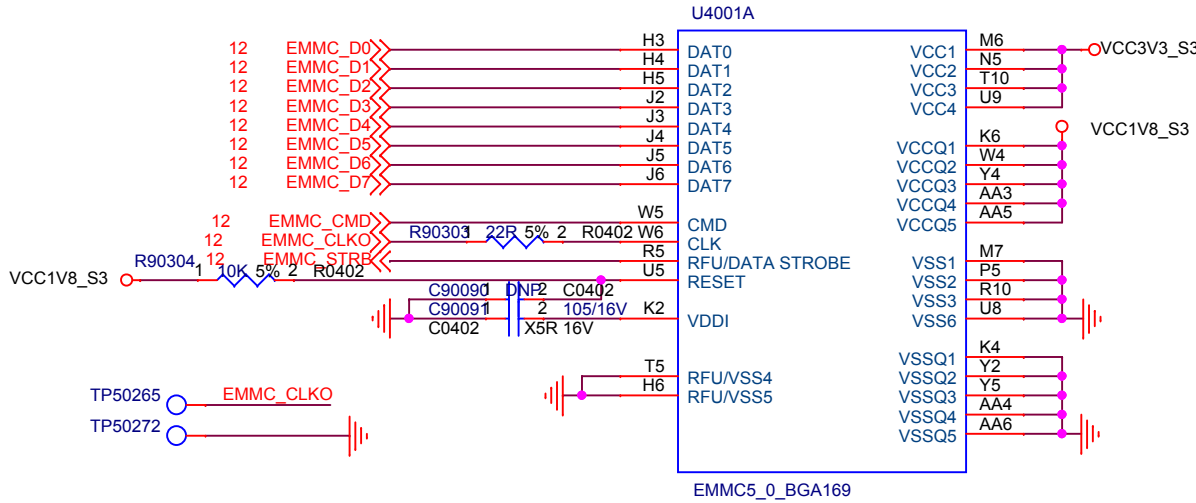 U4001A
12 EMMC_D0 H3 DAT0 VCC1 M6 VCC3V3_S3
12 EMMC_D1 H4 DAT1 VCC2 N5
12 EMMC_D2 H5 DAT2 VCC3 T10
12 EMMC_D3 J2 DAT3 VCC4 U9
12 EMMC_D4 J3 DAT4 VCC1V8_S3
12 EMMC_D5 J4 DAT5 VCCQ1 K6
12 EMMC_D6 J5 DAT6 VCCQ2 W4
12 EMMC_D7 J6 DAT7 VCCQ3 Y4
VCCQ4 AA3
12 EMMC_CMD W5 CMD VCCQ5 AA5
12 EMMC_CLKO R90303 1 22R 5% 2 R0402 W6 CLK
12 EMMC_STRB R5 RFU/DATA STROBE VSS1 M7
VCC1V8_S3 R90304 1 10K 5% 2 R0402 U5 RESET VSS2 P5
C90090 1 DNP 2 C0402 VSS3 R10
C90091 1 2 105/16V K2 VDDI VSS6 U8
C0402 X5R 16V
VSSQ1 K4
T5 RFU/VSS4 VSSQ2 Y2
H6 RFU/VSS5 VSSQ3 Y5
TP50265 EMMC_CLKO VSSQ4 AA4
TP50272 VSSQ5 AA6
EMMC5_0_BGA169